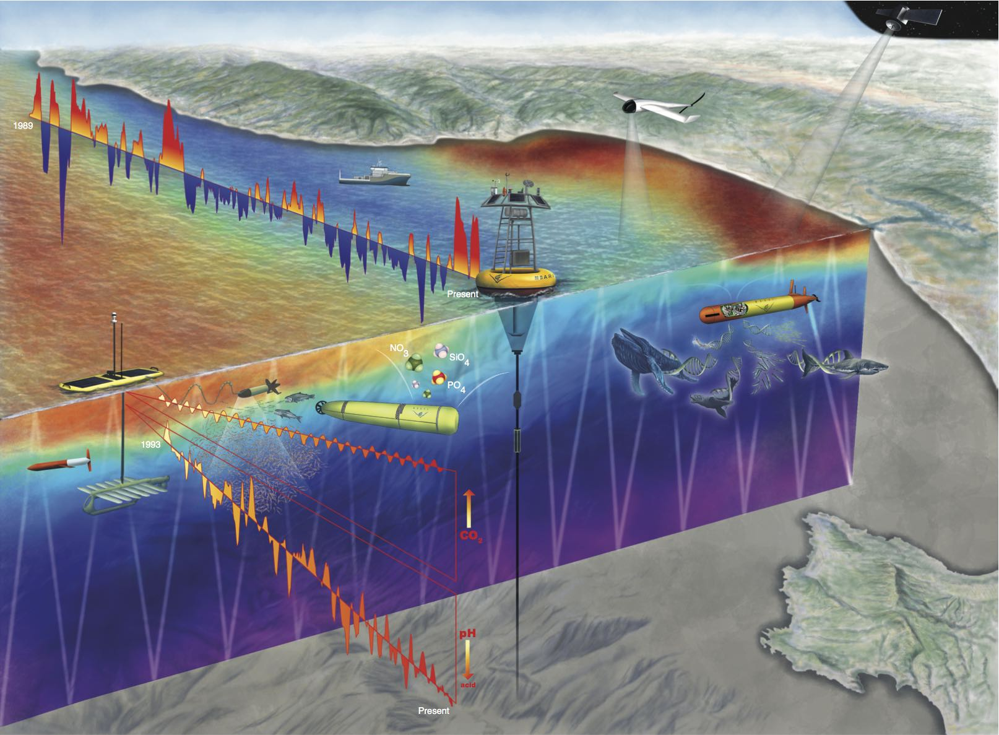 1989
Present
NO3
SiO4
PO4
1993
CO2
pH
acid
Present